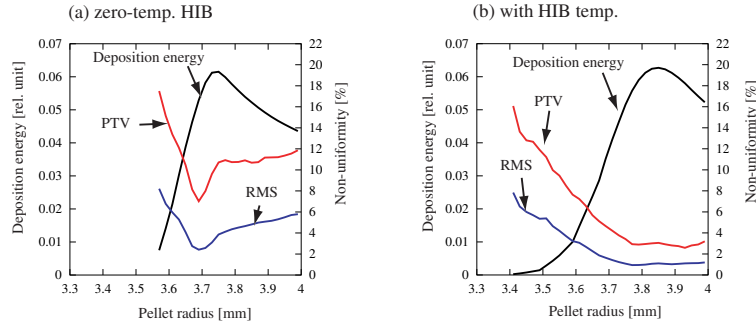 (a) zero-temp. HIB
Deposition energy [rel. unit]
0.07
0.06
0.05
0.04
0.03
0.02
0.01
0
Deposition energy
PTV
RMS
22
20
18
16
14
12
10
8
6
4
2
0
Non-uniformity [%]
3.3 3.4 3.5 3.6 3.7 3.8 3.9 4
Pellet radius [mm]
(b) with HIB temp.
Deposition energy [rel. unit]
0.07
0.06
0.05
0.04
0.03
0.02
0.01
0
Deposition energy
PTV
RMS
22
20
18
16
14
12
10
8
6
4
2
0
Non-uniformity [%]
3.3 3.4 3.5 3.6 3.7 3.8 3.9 4
Pellet radius [mm]